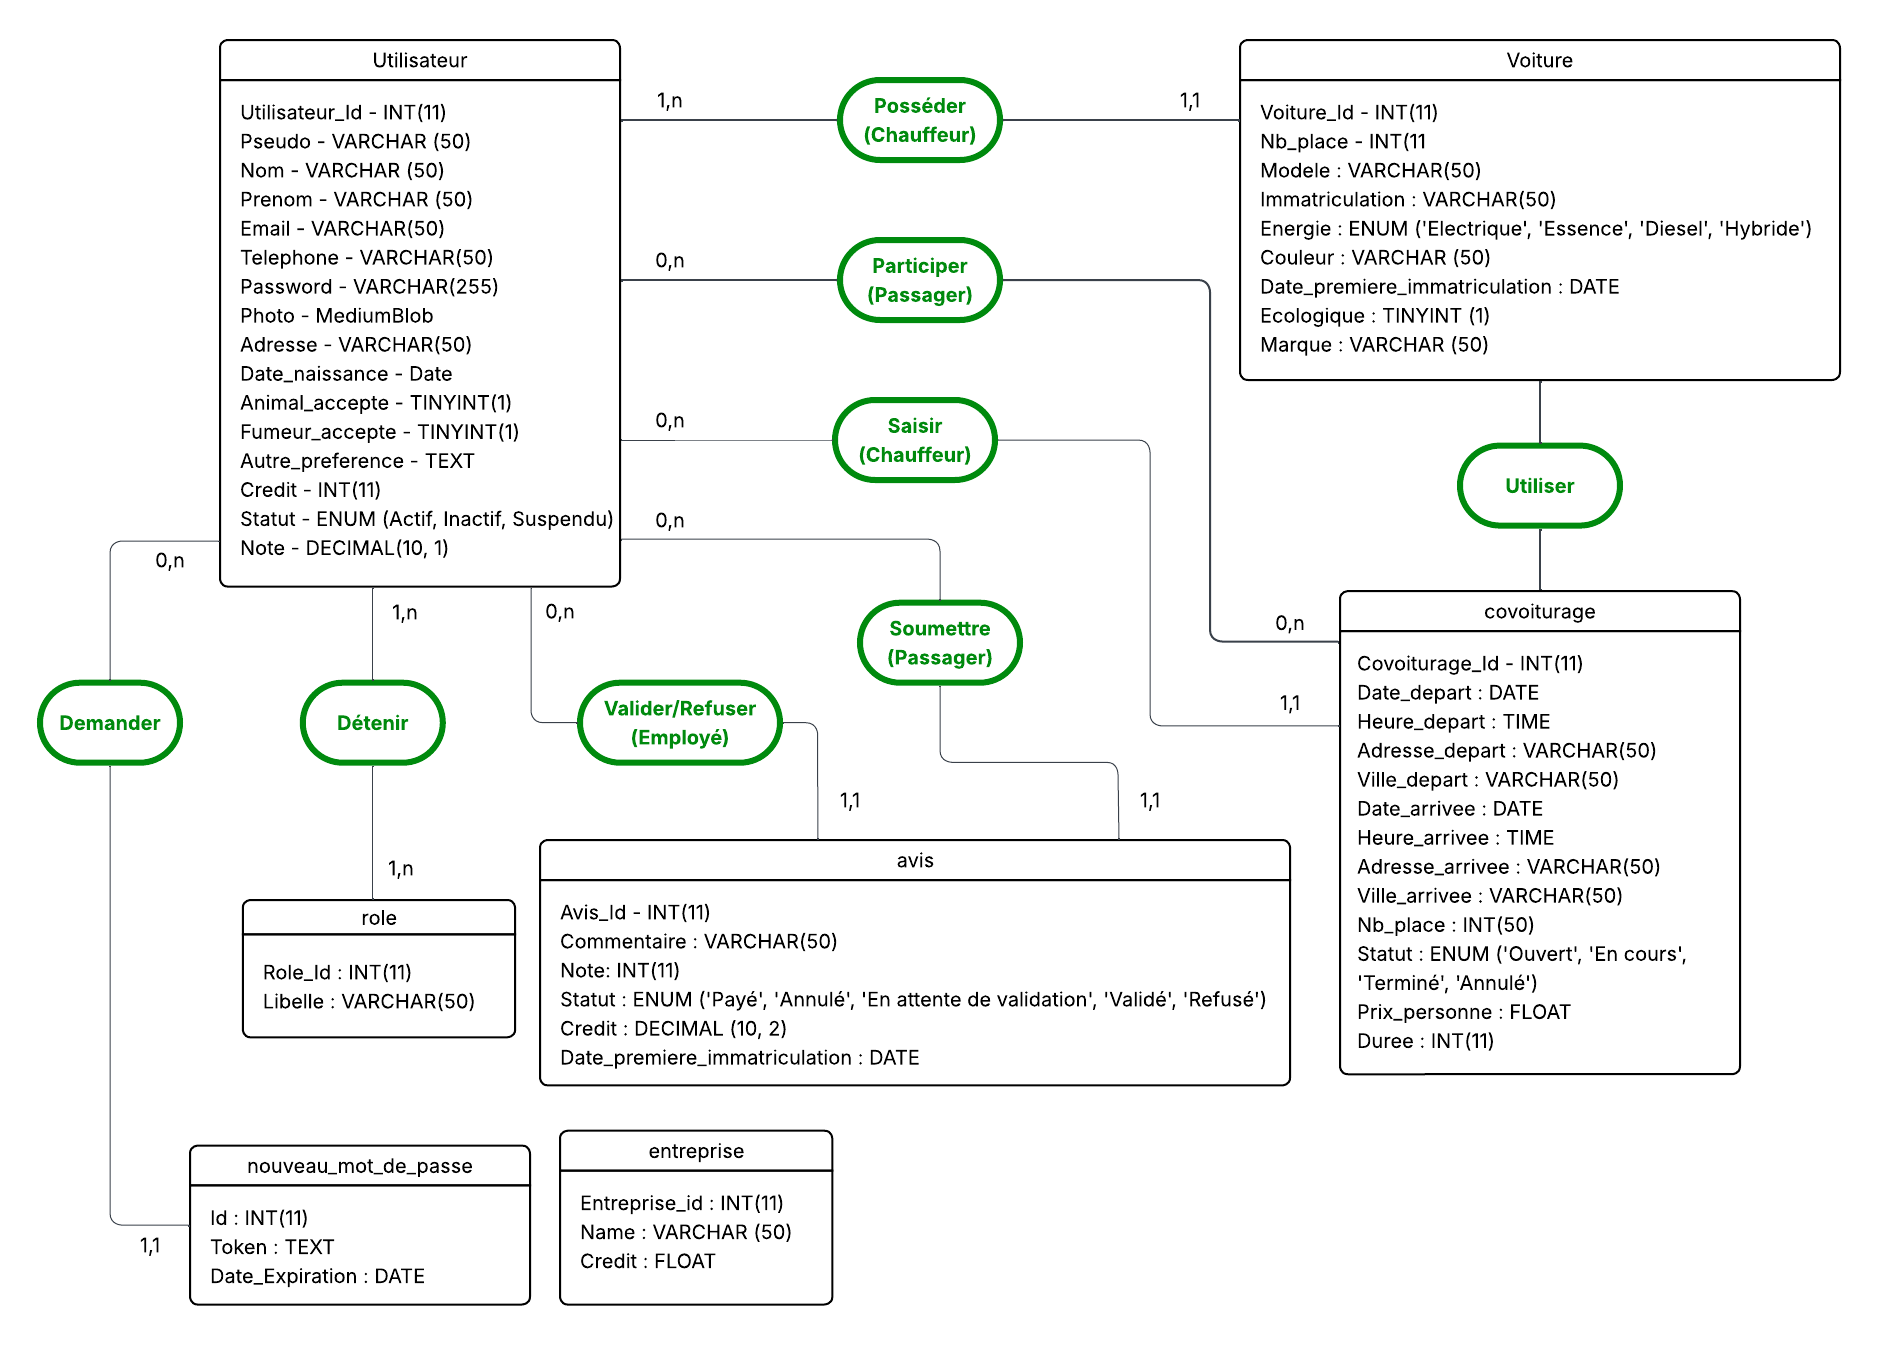 Utilisateur
Utilisateur_Id - INT(11)
Pseudo - VARCHAR (50)
Nom - VARCHAR (50)
Prenom - VARCHAR (50)
Email - VARCHAR(50)
Telephone - VARCHAR(50)
Password - VARCHAR(255)
Photo - MediumBlob
Adresse - VARCHAR(50)
Date_naissance - Date
Animal_accepte - TINYINT(1)
Fumeur_accepte - TINYINT(1)
Autre_preference - TEXT
Credit - INT(11)
Statut - ENUM (Actif, Inactif, Suspendu)
Note - DECIMAL(10, 1)
1,n
Posséder
(Chauffeur)
1,1
Voiture
Voiture_Id - INT(11)
Nb_place - INT(11
Modele : VARCHAR(50)
Immatriculation : VARCHAR(50)
Energie : ENUM ('Electrique', 'Essence', 'Diesel', 'Hybride')
Couleur : VARCHAR (50)
Date_premiere_immatriculation : DATE
Ecologique : TINYINT (1)
Marque : VARCHAR (50)
0,n
Participer
(Passager)
0,n
0,n
Saisir
(Chauffeur)
1,1
Utiliser
0,n
Soumettre
(Passager)
1,1
0,n
Demander
1,1
1,n
Détenir
1,n
0,n
Valider/Refuser
(Employé)
1,1
covoiturage
Covoiturage_Id - INT(11)
Date_depart : DATE
Heure_depart : TIME
Adresse_depart : VARCHAR(50)
Ville_depart : VARCHAR(50)
Date_arrivee : DATE
Heure_arrivee : TIME
Adresse_arrivee : VARCHAR(50)
Ville_arrivee : VARCHAR(50)
Nb_place : INT(50)
Statut : ENUM ('Ouvert', 'En cours',
'Terminé', 'Annulé')
Prix_personne : FLOAT
Duree : INT(11)
role
Role_Id : INT(11)
Libelle : VARCHAR(50)
avis
Avis_Id - INT(11)
Commentaire : VARCHAR(50)
Note: INT(11)
Statut : ENUM ('Payé', 'Annulé', 'En attente de validation', 'Validé', 'Refusé')
Credit : DECIMAL (10, 2)
Date_premiere_immatriculation : DATE
nouveau_mot_de_passe
Id : INT(11)
Token : TEXT
Date_Expiration : DATE
entreprise
Entreprise_id : INT(11)
Name : VARCHAR (50)
Credit : FLOAT